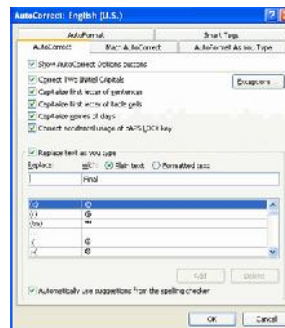 AutoCorrect: English (U.S.)
AutoFormat Smart Tags
AutoCorrect Math AutoCorrect AutoFormat As You Type
Show AutoCorrect Options buttons
Correct TWo INitial CApitals Exceptions...
Capitalize first letter of sentences
Capitalize first letter of table cells
Capitalize names of days
Correct accidental usage of cAPS LOCK key
Replace text as you type
Replace: With: Plain text Formatted text
Final
(c) ©
(r) ®
(tm) ™
Add Delete
Automatically use suggestions from the spelling checker
OK Cancel